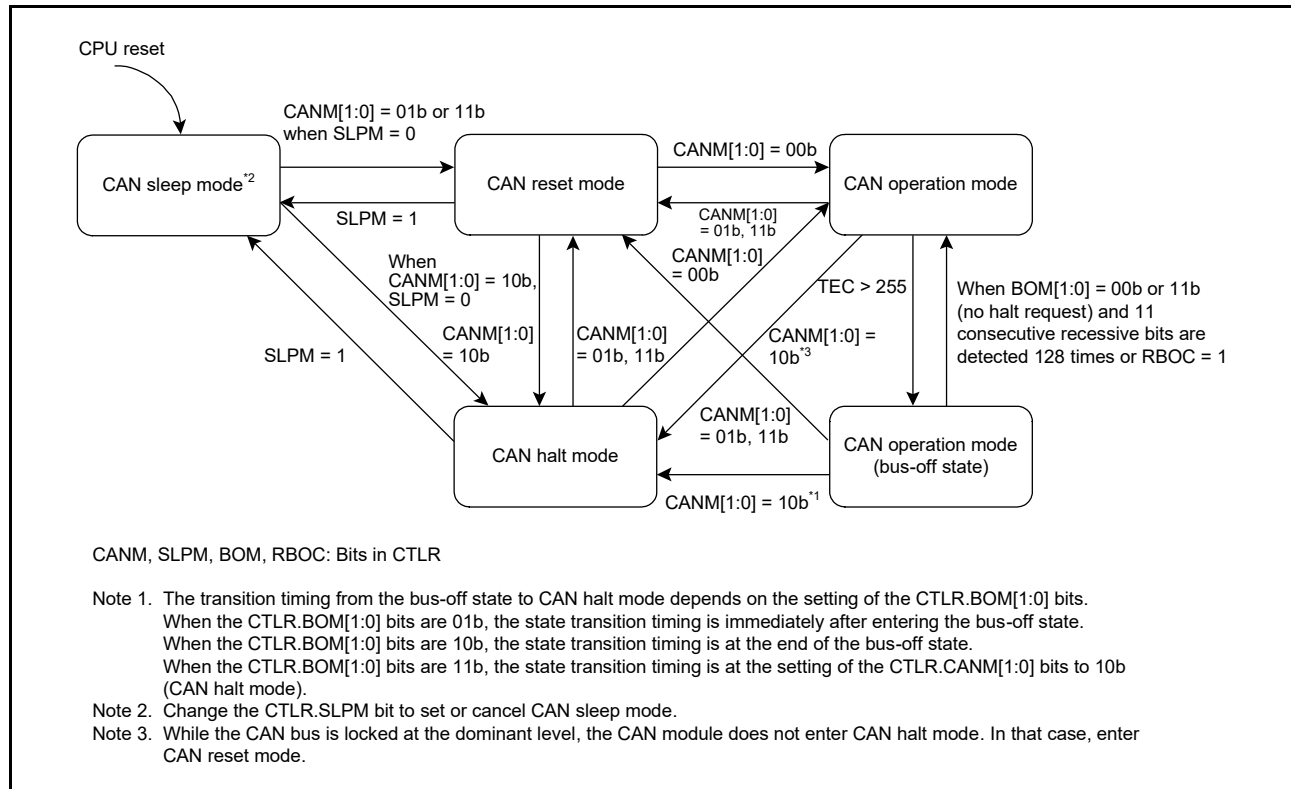 CPU reset
CANM[1:0] = 01b or 11b
when SLPM = 0
CAN sleep mode*2
CAN reset mode
CANM[1:0] = 00b
CAN operation mode
SLPM = 1
CANM[1:0]
= 01b, 11b
When
CANM[1:0] = 10b,
SLPM = 0
CANM[1:0]
= 00b
TEC > 255
When BOM[1:0] = 00b or 11b
(no halt request) and 11
consecutive recessive bits are
detected 128 times or RBOC = 1
SLPM = 1
CANM[1:0]
= 10b
CANM[1:0]
= 01b, 11b
CANM[1:0] =
10b*3
CAN halt mode
CANM[1:0]
= 01b, 11b
CAN operation mode
(bus-off state)
CANM[1:0] = 10b*1
CANM, SLPM, BOM, RBOC: Bits in CTLR
Note 1. The transition timing from the bus-off state to CAN halt mode depends on the setting of the CTLR.BOM[1:0] bits.
When the CTLR.BOM[1:0] bits are 01b, the state transition timing is immediately after entering the bus-off state.
When the CTLR.BOM[1:0] bits are 10b, the state transition timing is at the end of the bus-off state.
When the CTLR.BOM[1:0] bits are 11b, the state transition timing is at the setting of the CTLR.CANM[1:0] bits to 10b
(CAN halt mode).
Note 2. Change the CTLR.SLPM bit to set or cancel CAN sleep mode.
Note 3. While the CAN bus is locked at the dominant level, the CAN module does not enter CAN halt mode. In that case, enter
CAN reset mode.